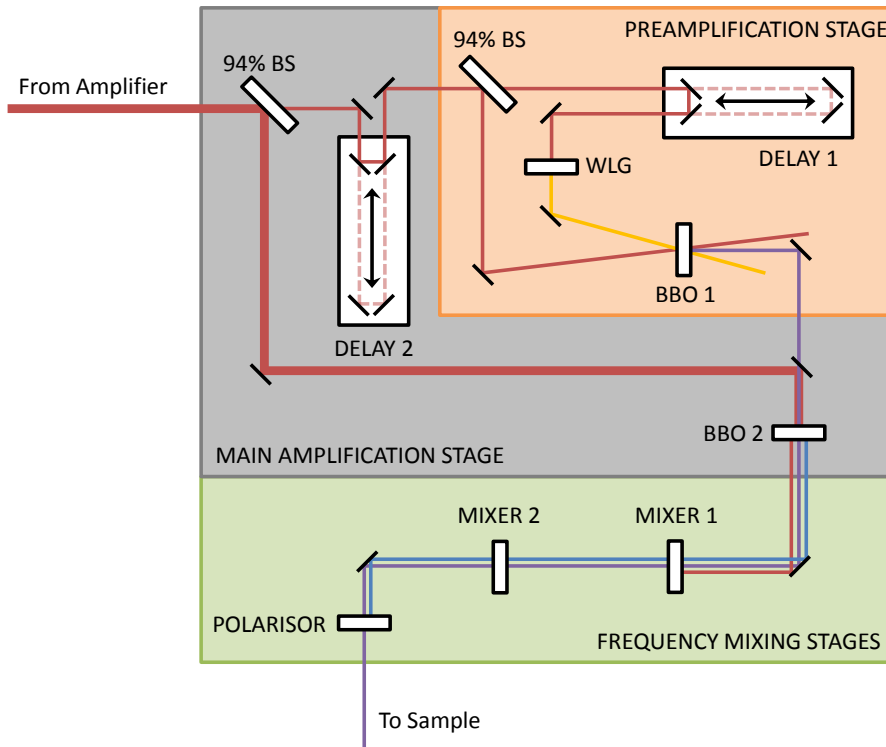 PREAMPLIFICATION STAGE
94% BS
94% BS
From Amplifier
DELAY 1
WLG
BBO 1
DELAY 2
BBO 2
MAIN AMPLIFICATION STAGE
MIXER 2
MIXER 1
POLARISOR
FREQUENCY MIXING STAGES
To Sample